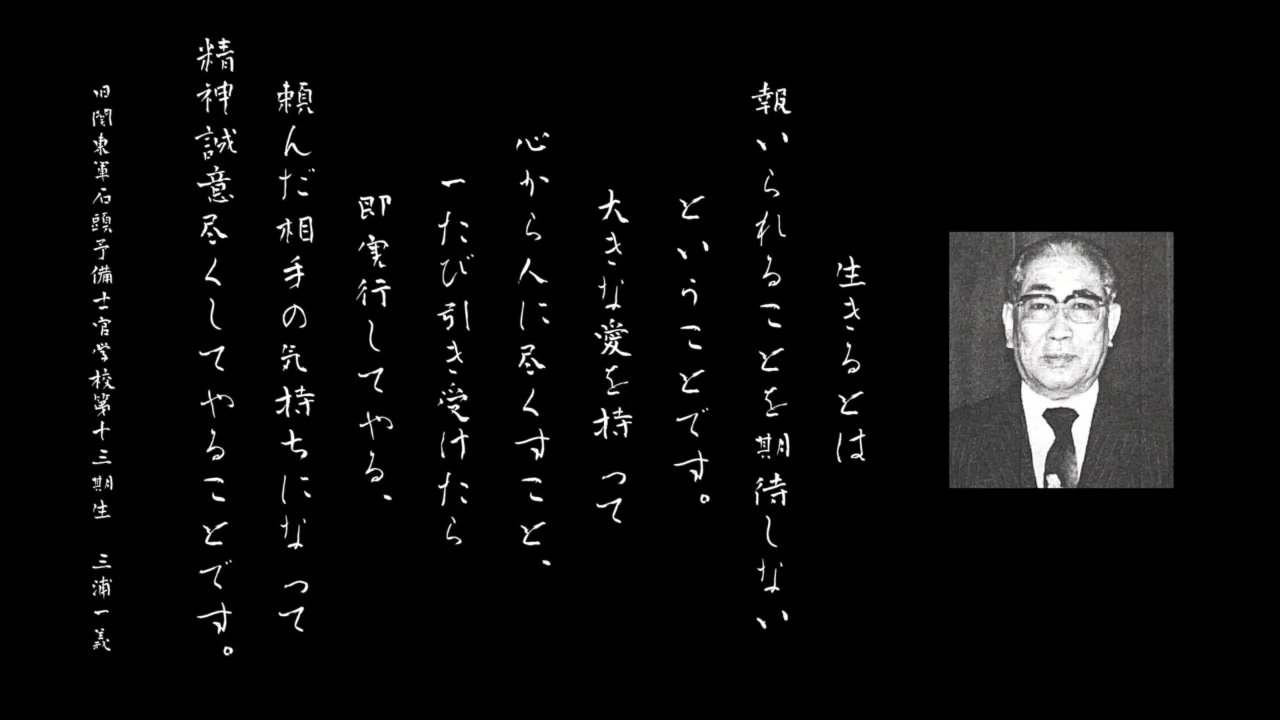 生きるとは
報いられることを期待しない
ということです。
大きな愛を持って
心から人に尽くすこと、
一たび引き受けたら
即実行してやる、
頼んだ相手の気持ちになって
精神誠意尽くしてやることです。
旧関東軍石頭予備士官学校第十三期生 三浦一義